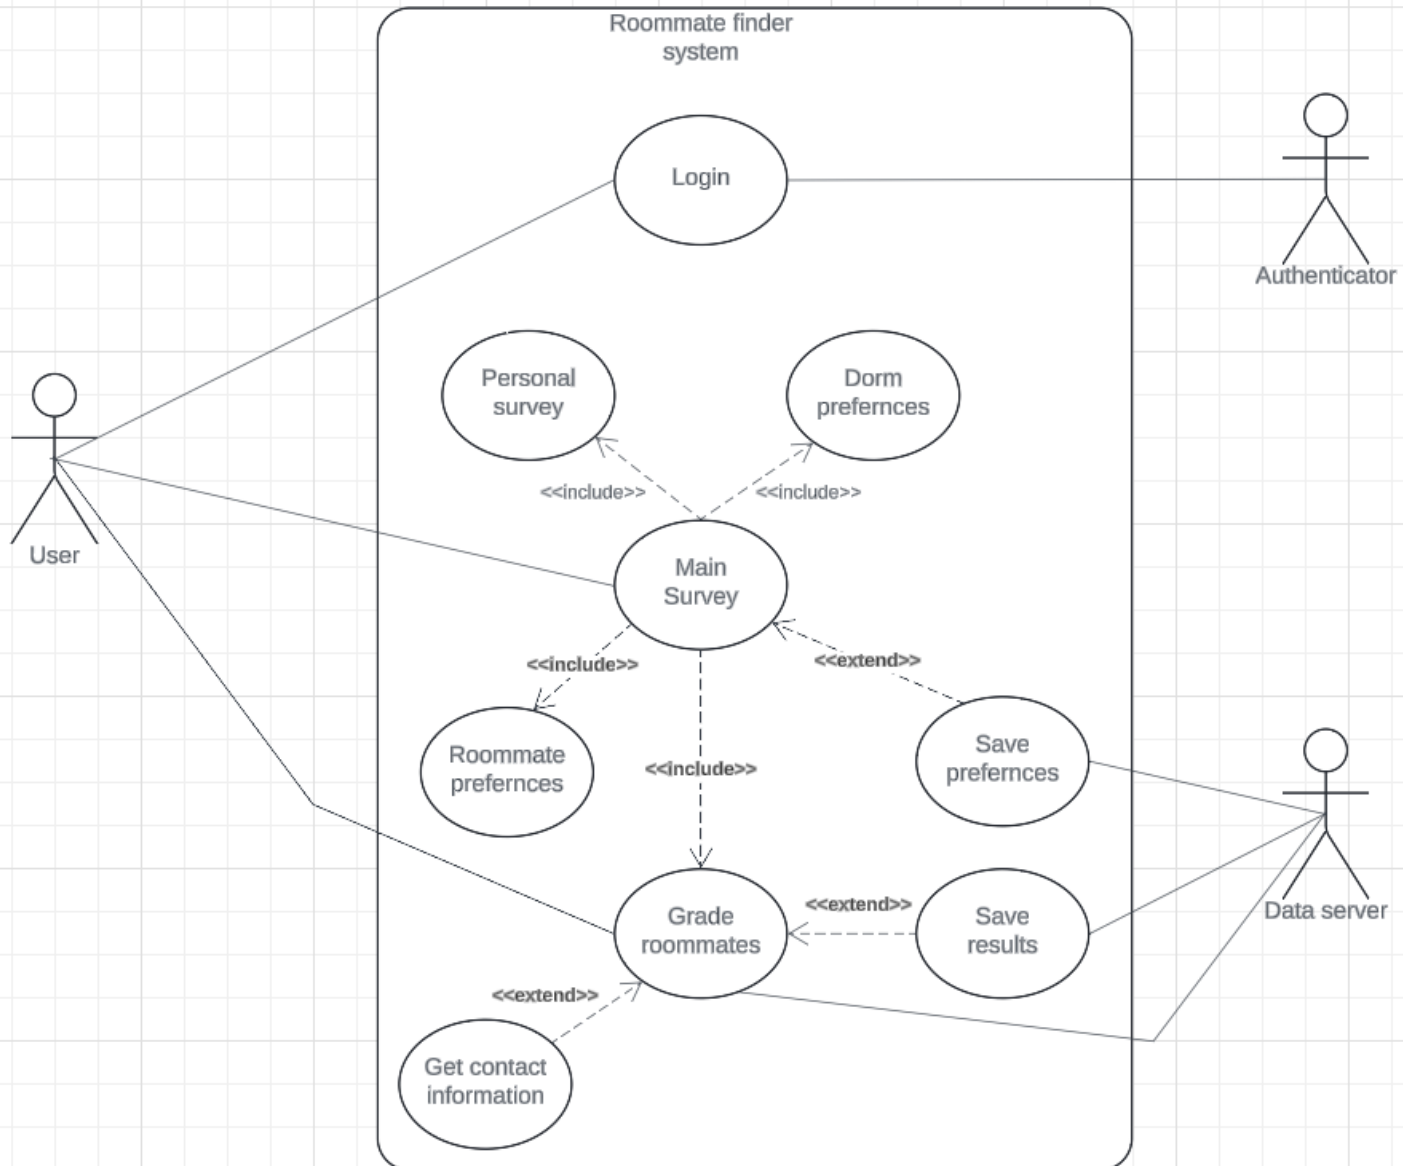 Roommate finder
system
Login
Authenticator
Personal
survey
Dorm
prefernces
<<include>>
<<include>>
User
Main
Survey
<<include>>
<<extend>>
Roommate
prefernces
<<include>>
Save
prefernces
Data server
Grade
roommates
<<extend>>
Save
results
<<extend>>
Get contact
information